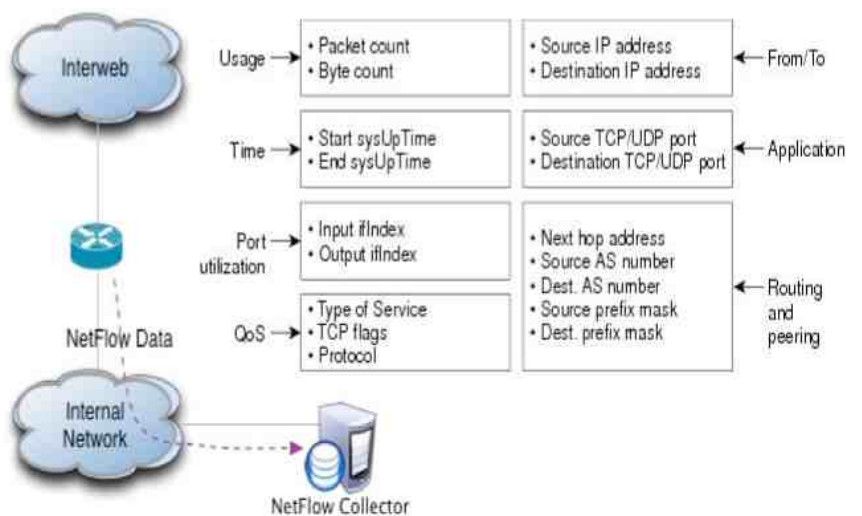 Interweb
Usage
• Packet count
• Byte count
• Source IP address
• Destination IP address
From/To
Time
• Start sysUpTime
• End sysUpTime
• Source TCP/UDP port
• Destination TCP/UDP port
Application
Port
utilization
• Input ifIndex
• Output ifIndex
• Next hop address
• Source AS number
• Dest. AS number
• Source prefix mask
• Dest. prefix mask
Routing
and
peering
QoS
• Type of Service
• TCP flags
• Protocol
NetFlow Data
Internal
Network
NetFlow Collector